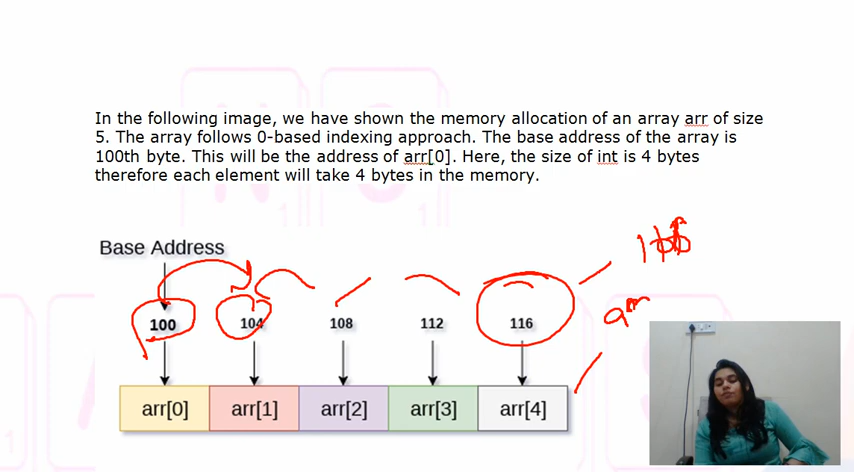 In the following image, we have shown the memory allocation of an array arr of size
5. The array follows 0-based indexing approach. The base address of the array is
100th byte. This will be the address of arr[0]. Here, the size of int is 4 bytes
therefore each element will take 4 bytes in the memory.
Base Address
100 104 108 112 116
arr[0] arr[1] arr[2] arr[3] arr[4]